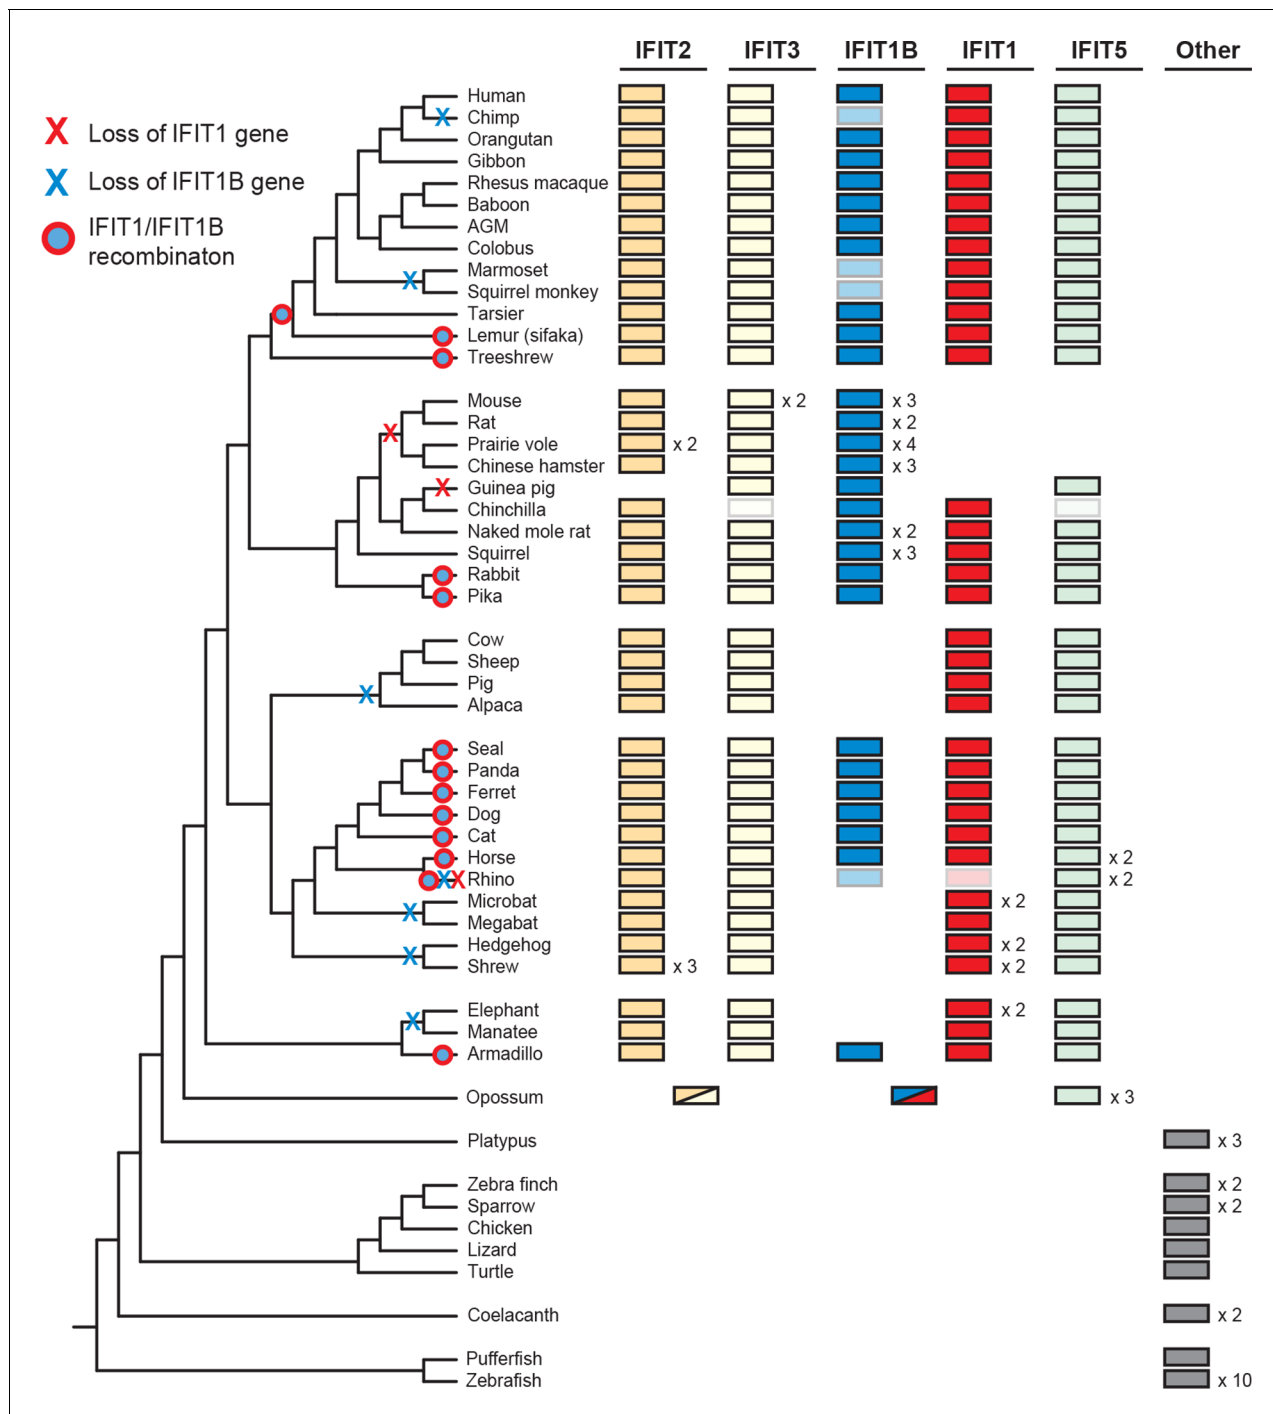 IFIT2 IFIT3 IFIT1B IFIT1 IFIT5 Other
X Loss of IFIT1 gene
X Loss of IFIT1B gene
IFIT1/IFIT1B
recombinaton
Human
X Chimp
Orangutan
Gibbon
Rhesus macaque
Baboon
AGM
Colobus
Marmoset
X
Squirrel monkey
Tarsier
Lemur (sifaka)
Treeshrew
Mouse x 2 x 3
Rat x 2
X
Prairie vole x 2 x 4
Chinese hamster x 3
X Guinea pig
Chinchilla
Naked mole rat x 2
Squirrel x 3
Rabbit
Pika
Cow
Sheep
Pig
X
Alpaca
Seal
Panda
Ferret
Dog
Cat
Horse x 2
X X Rhino x 2
Microbat x 2
X
Megabat
Hedgehog x 2
X
Shrew x 3 x 2
Elephant x 2
X
Manatee
Armadillo
Opossum x 3
Platypus x 3
Zebra finch x 2
Sparrow x 2
Chicken
Lizard
Turtle
Coelacanth x 2
Pufferfish
Zebrafish x 10